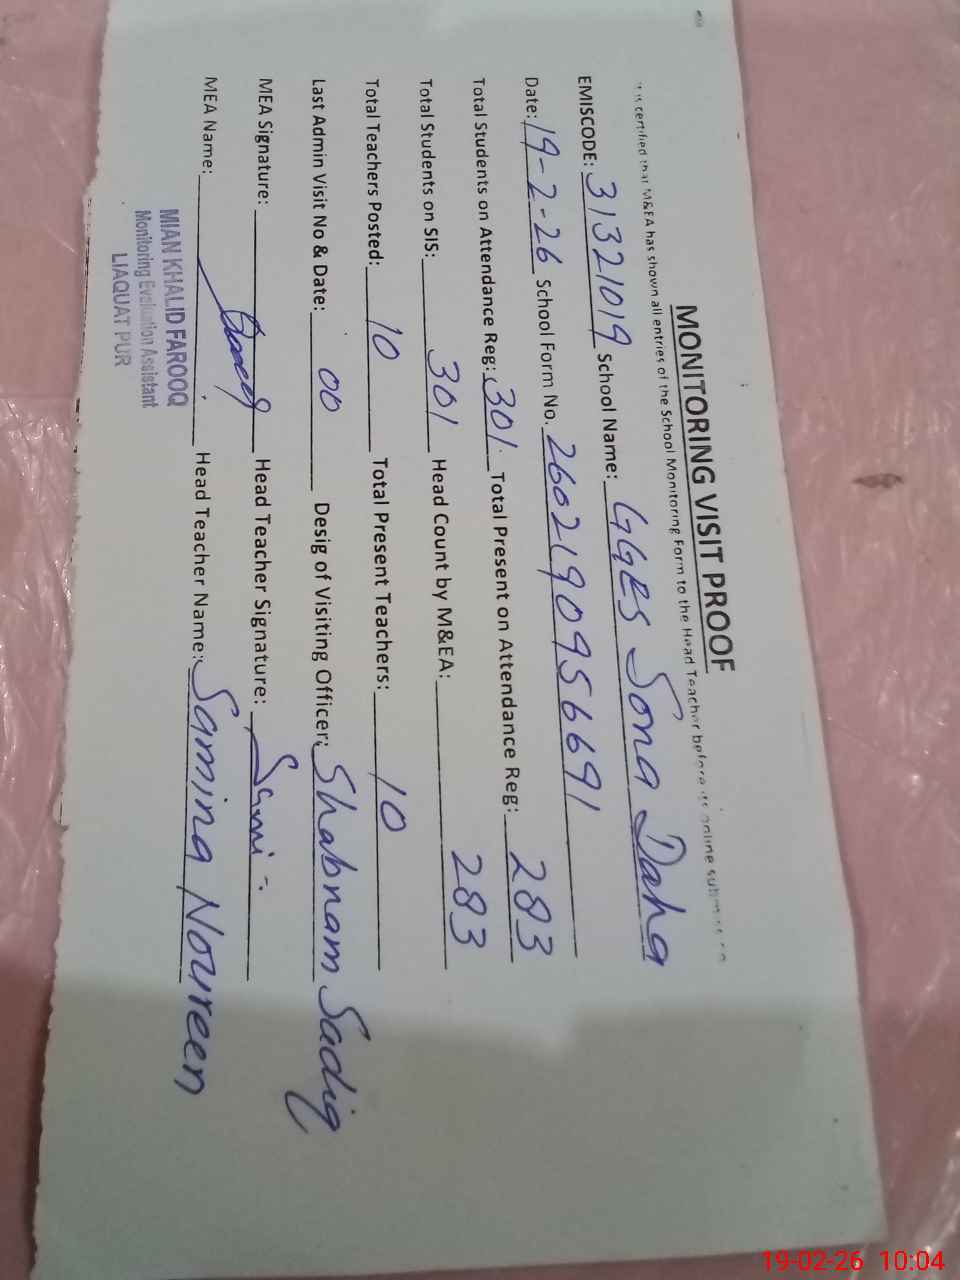 MONITORING VISIT PROOF
It is certified that M&EA has shown all entries of the School Monitoring Form to the Head Teacher before its online submission
EMISCODE: 31321019 School Name: GGES Sona Daha
Date: 19-2-26 School Form No. 2602190956691
Total Students on Attendance Reg: 301 Total Present on Attendance Reg: 283
Total Students on SIS: 301 Head Count by M&EA: 283
Total Teachers Posted: 10 Total Present Teachers: 10
Last Admin Visit No & Date: 00 Desig of Visiting Officer: Shabnam Sadiq
MEA Signature: Head Teacher Signature: Sami
MEA Name: Head Teacher Name: Samina Noureen
MIAN KHALID FAROOQ
Monitoring Evaluation Assistant
LIAQUAT PUR
19-02-26 10:04